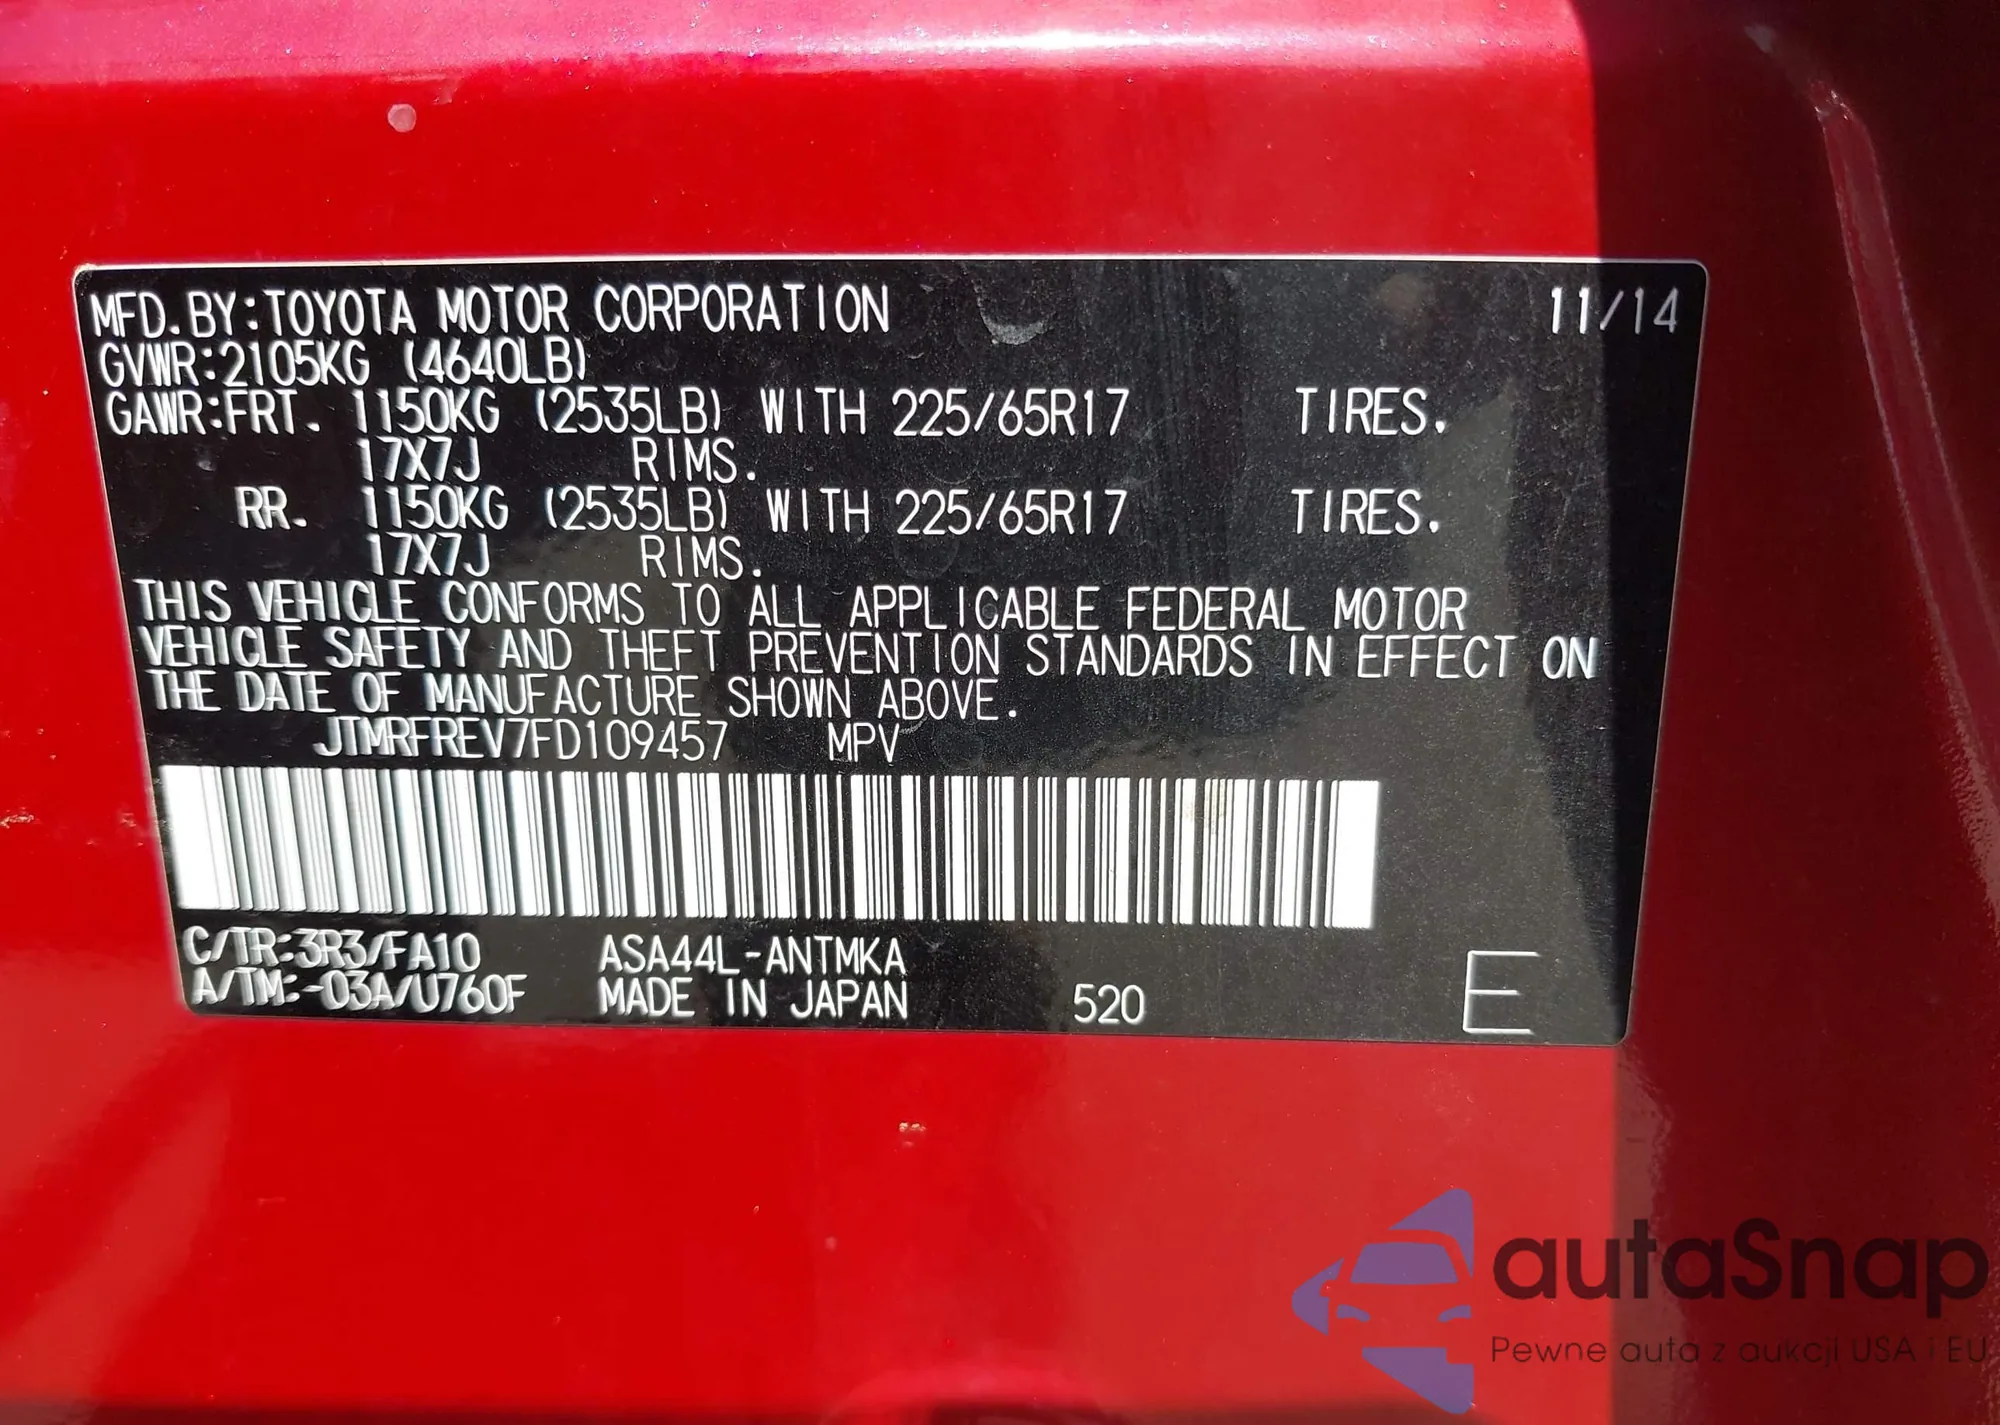 MFD. BY:TOYOTA MOTOR CORPORATION 11/14
GVWR:2105KG (4640LB)
GAWR:FRT. 1150KG (2535LB) WITH 225/65R17 TIRES.
17X7J RIMS.
RR. 1150KG (2535LB) WITH 225/65R17 TIRES.
17X7J RIMS.
THIS VEHICLE CONFORMS TO ALL APPLICABLE FEDERAL MOTOR
VEHICLE SAFETY AND THEFT PREVENTION STANDARDS IN EFFECT ON
THE DATE OF MANUFACTURE SHOWN ABOVE.
JTMRFREV7FD109457 MPV
C/TR:3R3/FA10 ASA44L-ANTMKA
A/TM:-03A/U760F MADE IN JAPAN 520 E
autaSnap
Pewne auta z aukcji USA i EU